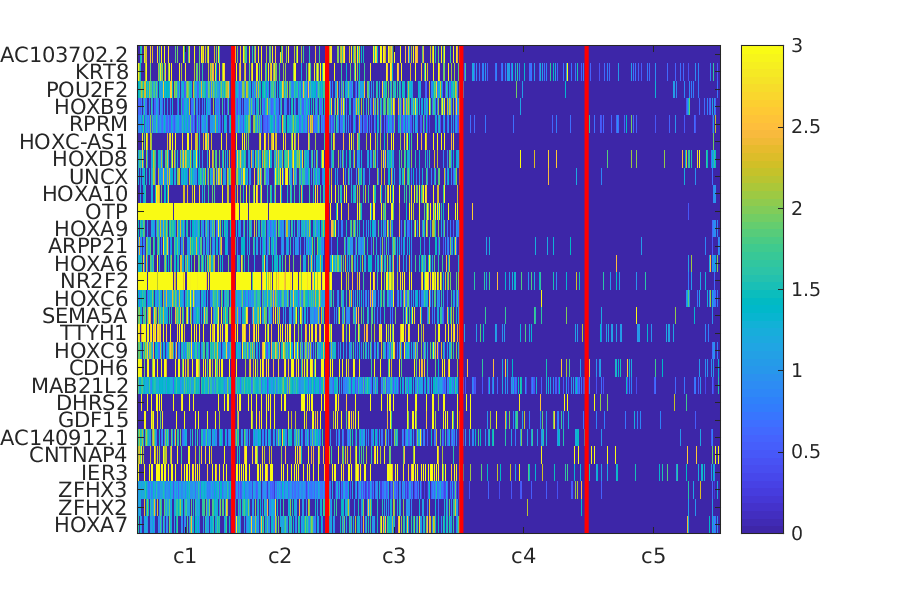 AC103702.2
KRT8
POU2F2
HOXB9
RPRM
HOXC-AS1
HOXD8
UNCX
HOXA10
OTP
HOXA9
ARPP21
HOXA6
NR2F2
HOXC6
SEMA5A
TTYH1
HOXC9
CDH6
MAB21L2
DHRS2
GDF15
AC140912.1
CNTNAP4
IER3
ZFHX3
ZFHX2
HOXA7
c1 c2 c3 c4 c5
3
2.5
2
1.5
1
0.5
0